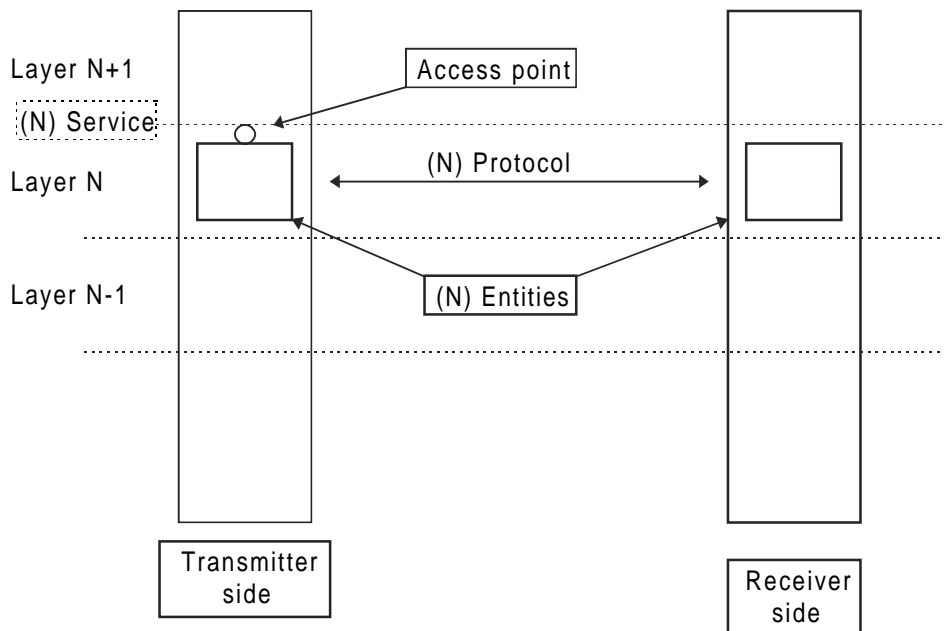 Layer N+1
Access point
(N) Service
(N) Protocol
Layer N
(N) Entities
Layer N-1
Transmitter
side
Receiver
side